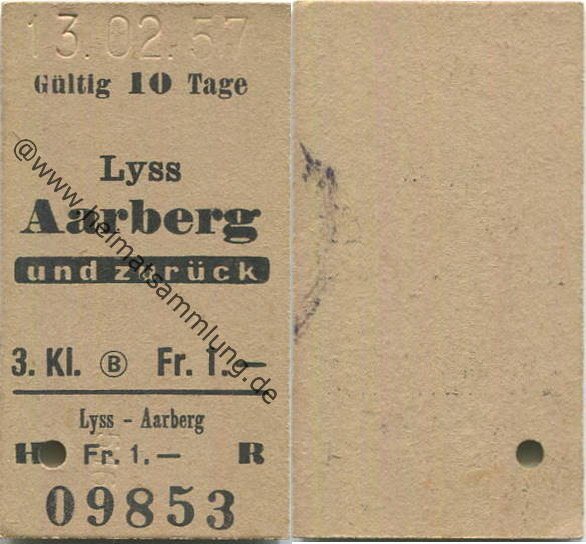 13.02.57
Gültig 10 Tage
Lyss
Aarberg
und zurück
3. Kl. Ⓑ Fr. 1.—
Lyss - Aarberg
H Fr. 1.— R
09853
@www.heimatsammlung.de